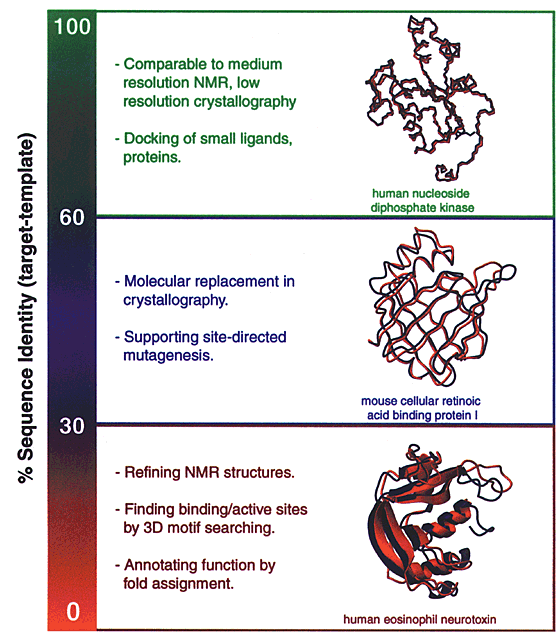 % Sequence Identity (target-template)
100
- Comparable to medium
resolution NMR, low
resolution crystallography
- Docking of small ligands,
proteins.
human nucleoside
diphosphate kinase
60
- Molecular replacement in
crystallography.
- Supporting site-directed
mutagenesis.
mouse cellular retinoic
acid binding protein I
30
- Refining NMR structures.
- Finding binding/active sites
by 3D motif searching.
- Annotating function by
fold assignment.
0
human eosinophil neurotoxin